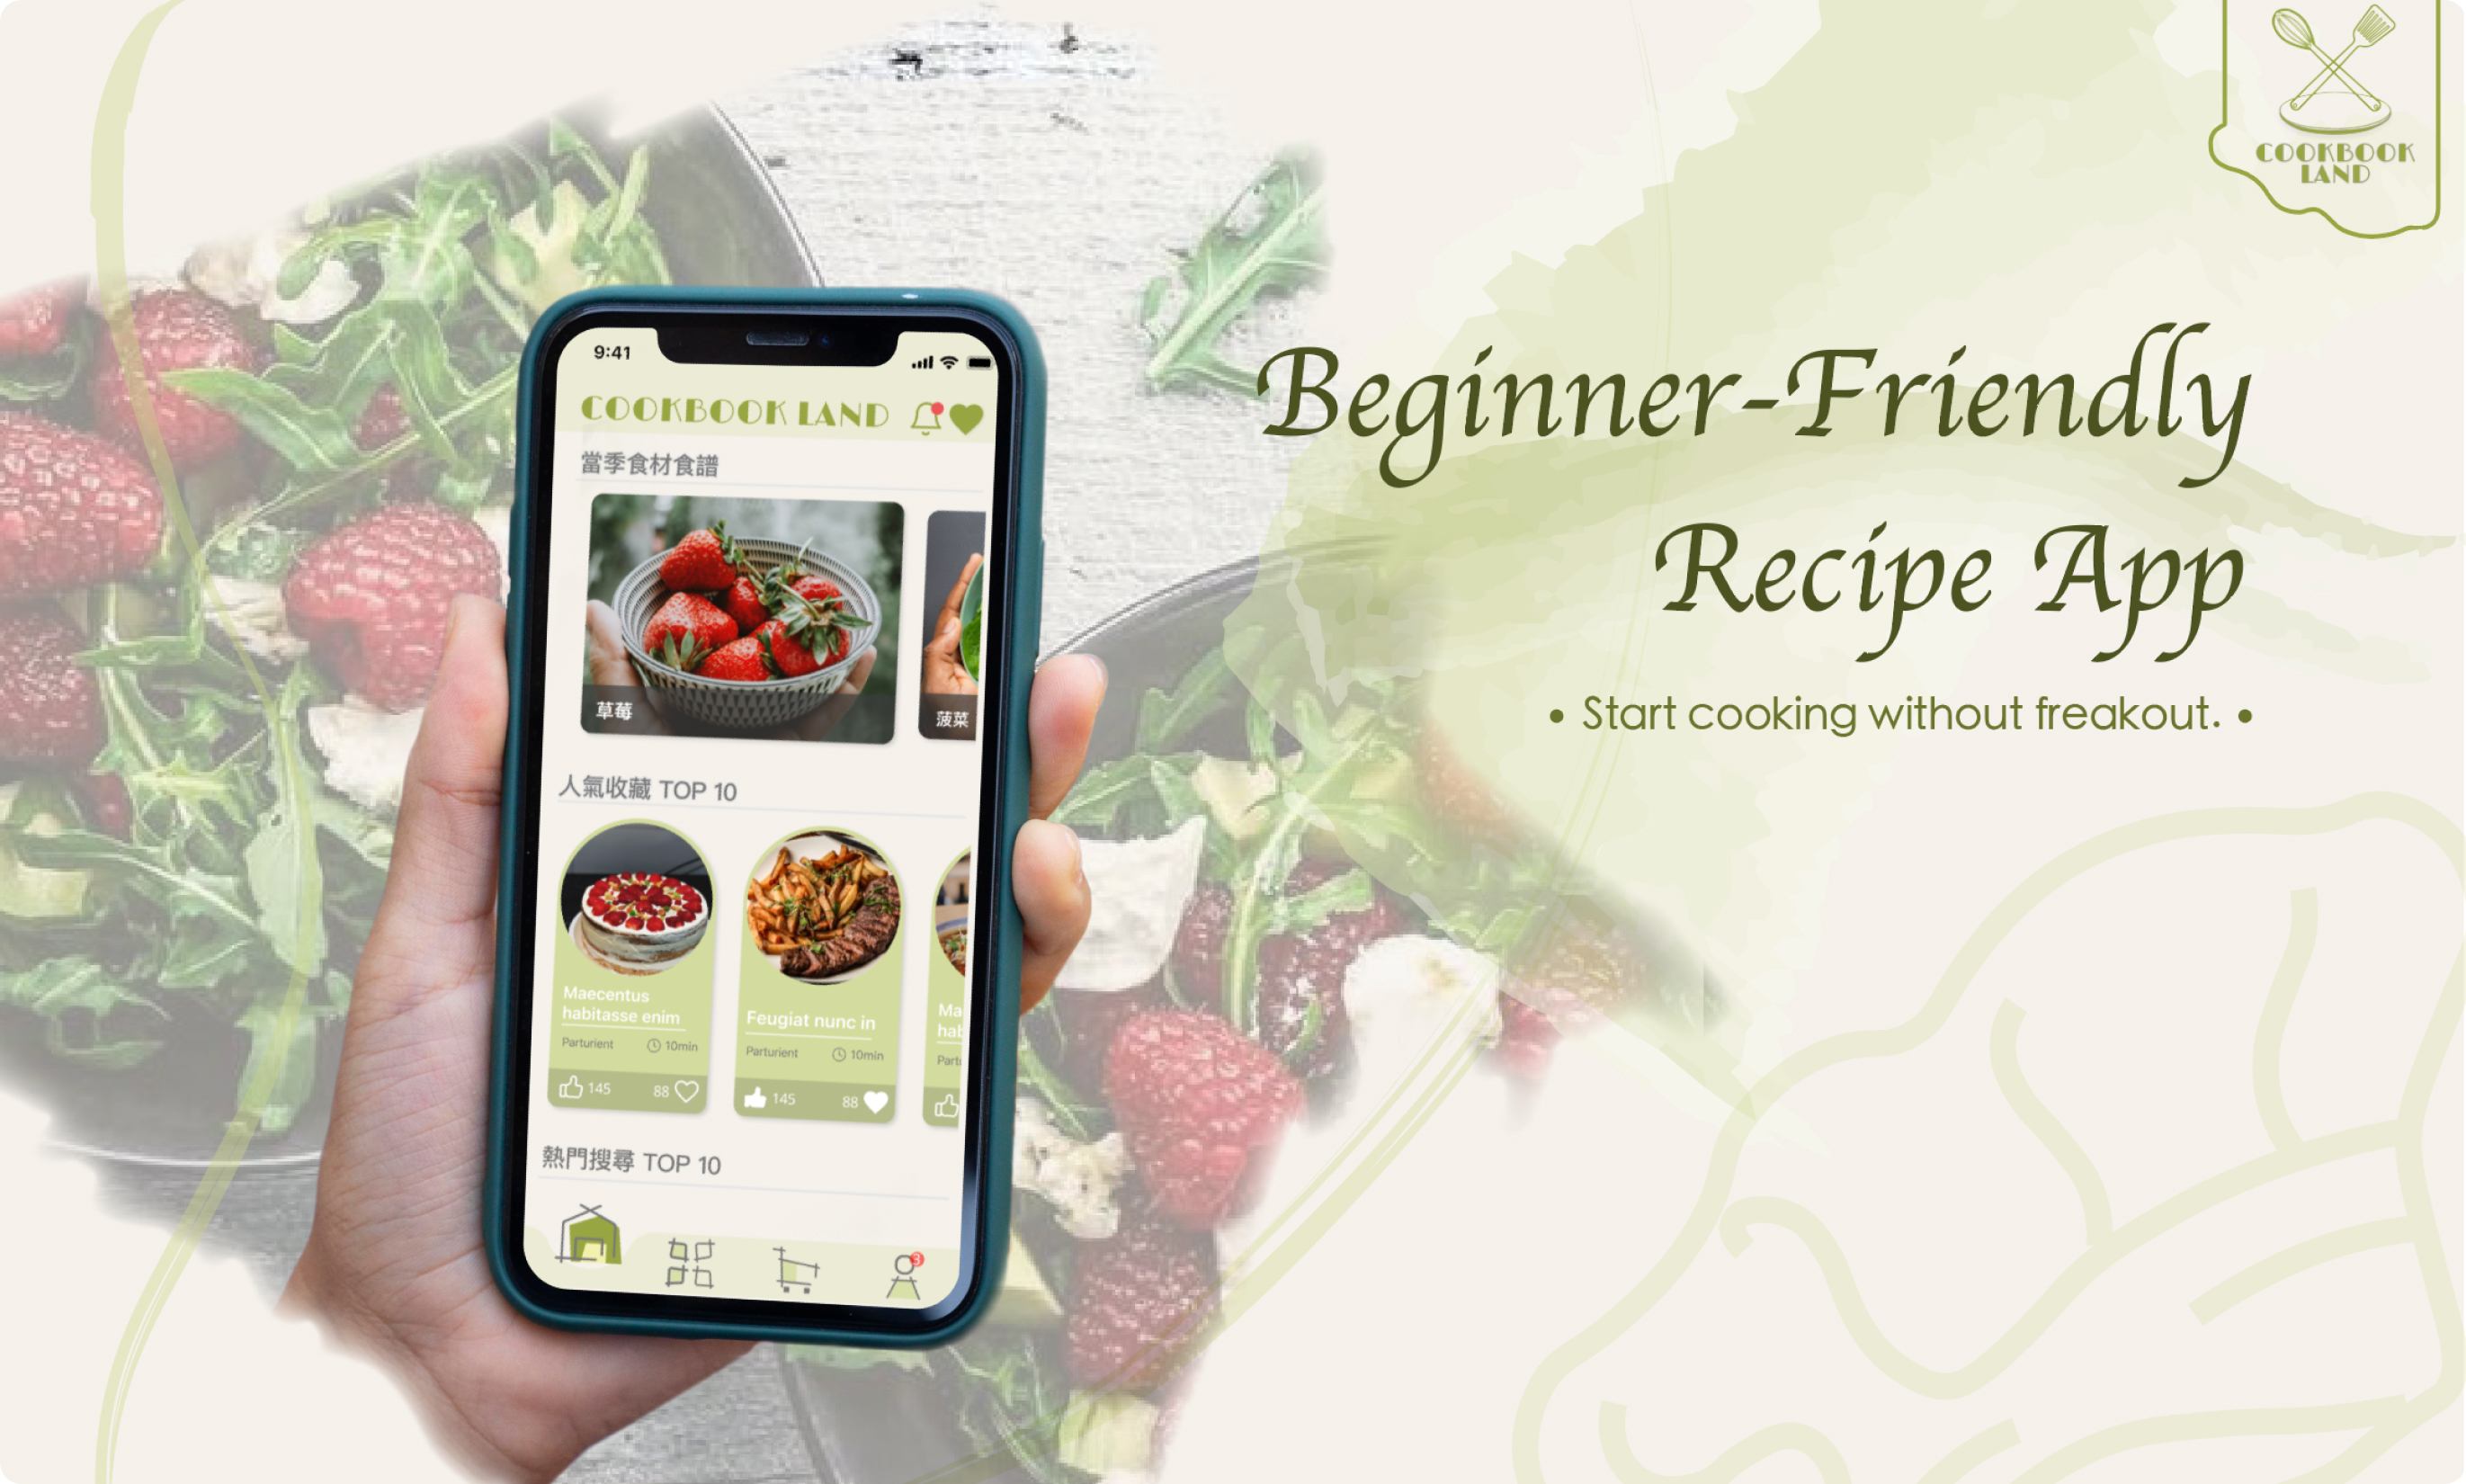 COOKBOOK
LAND
Beginner-Friendly
Recipe App
• Start cooking without freakout. •
9:41
COOKBOOK LAND
當季食材食譜
草莓
菠菜
人氣收藏 TOP 10
Maecentus
habitasse enim
Parturient
10min
145
88
Feugiat nunc in
Parturient
10min
145
88
Ma
hab
Part
熱門搜尋 TOP 10
3